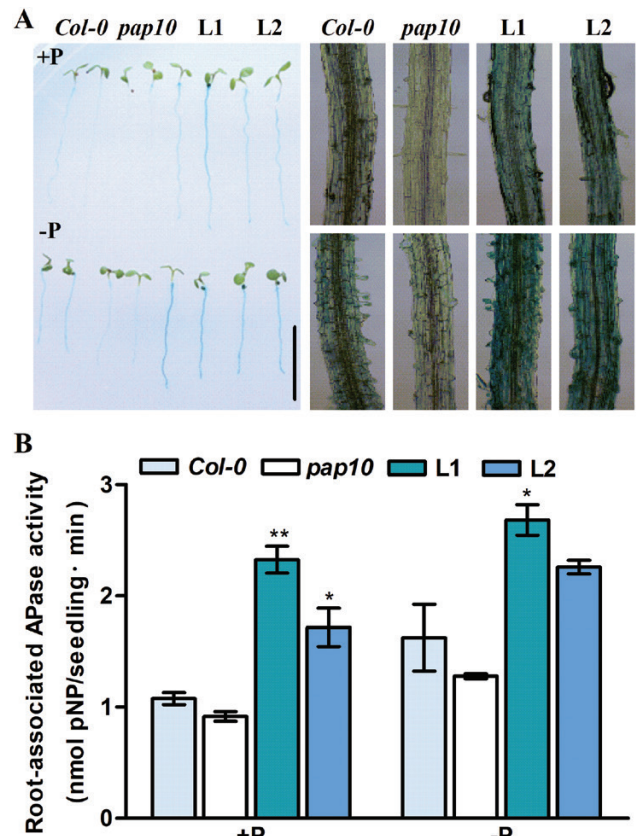 A
Col-0 pap10 L1 L2 Col-0 pap10 L1 L2
+P
-P
B
Col-0 pap10 L1 L2
Root-associated APase activity
(nmol pNP/seedling · min)
3
2
1
0
**
*
*
+P -P